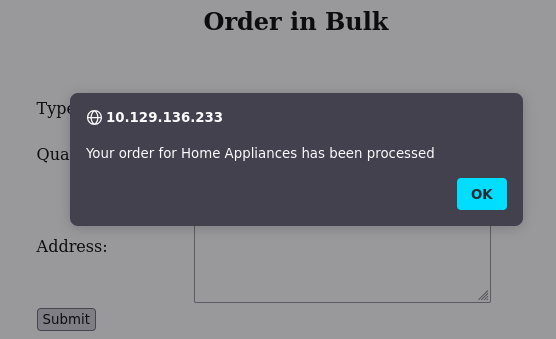 Order in Bulk
Type
10.129.136.233
Your order for Home Appliances has been processed
Qua
OK
Address:
Submit